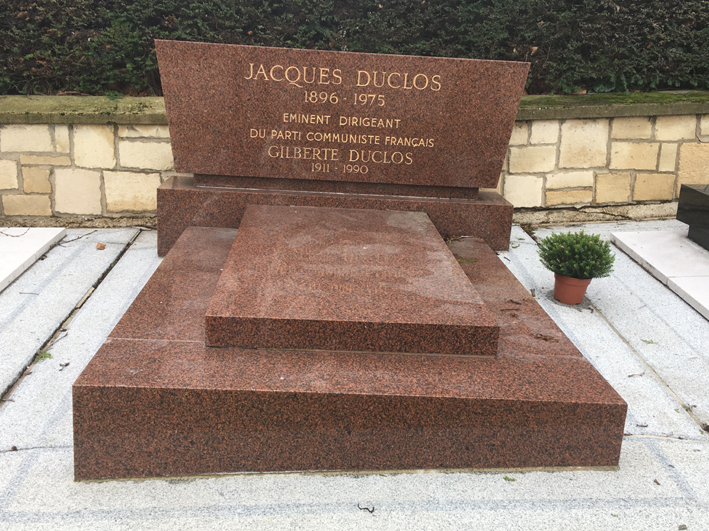 JACQUES DUCLOS
1896 - 1975
EMINENT DIRIGEANT
DU PARTI COMMUNISTE FRANÇAIS
GILBERTE DUCLOS
1911 - 1990